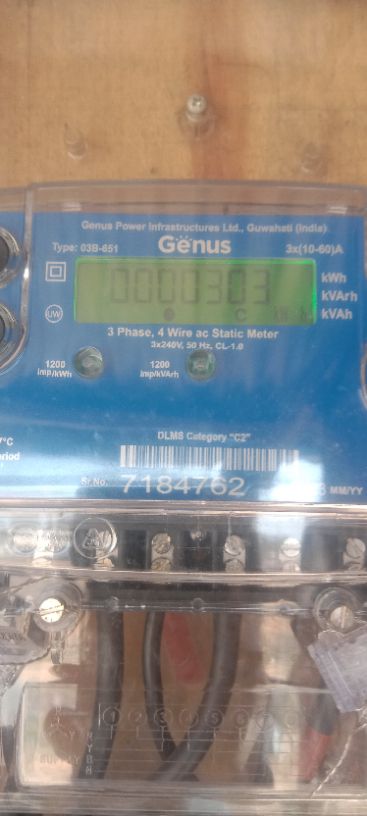 Genus Power Infrastructures Ltd., Guwahati (India)
Type: 03B-651 Genus 3x(10-60)A
0000303
kWh
kVArh
kVAh
3 Phase, 4 Wire ac Static Meter
3x240V, 50 Hz, CL-1.0
1200 imp/kWh 1200 imp/kVArh
DLMS Category "C2"
Sr.No. 7184762 MM/YY
SUPPLY
R Y B N